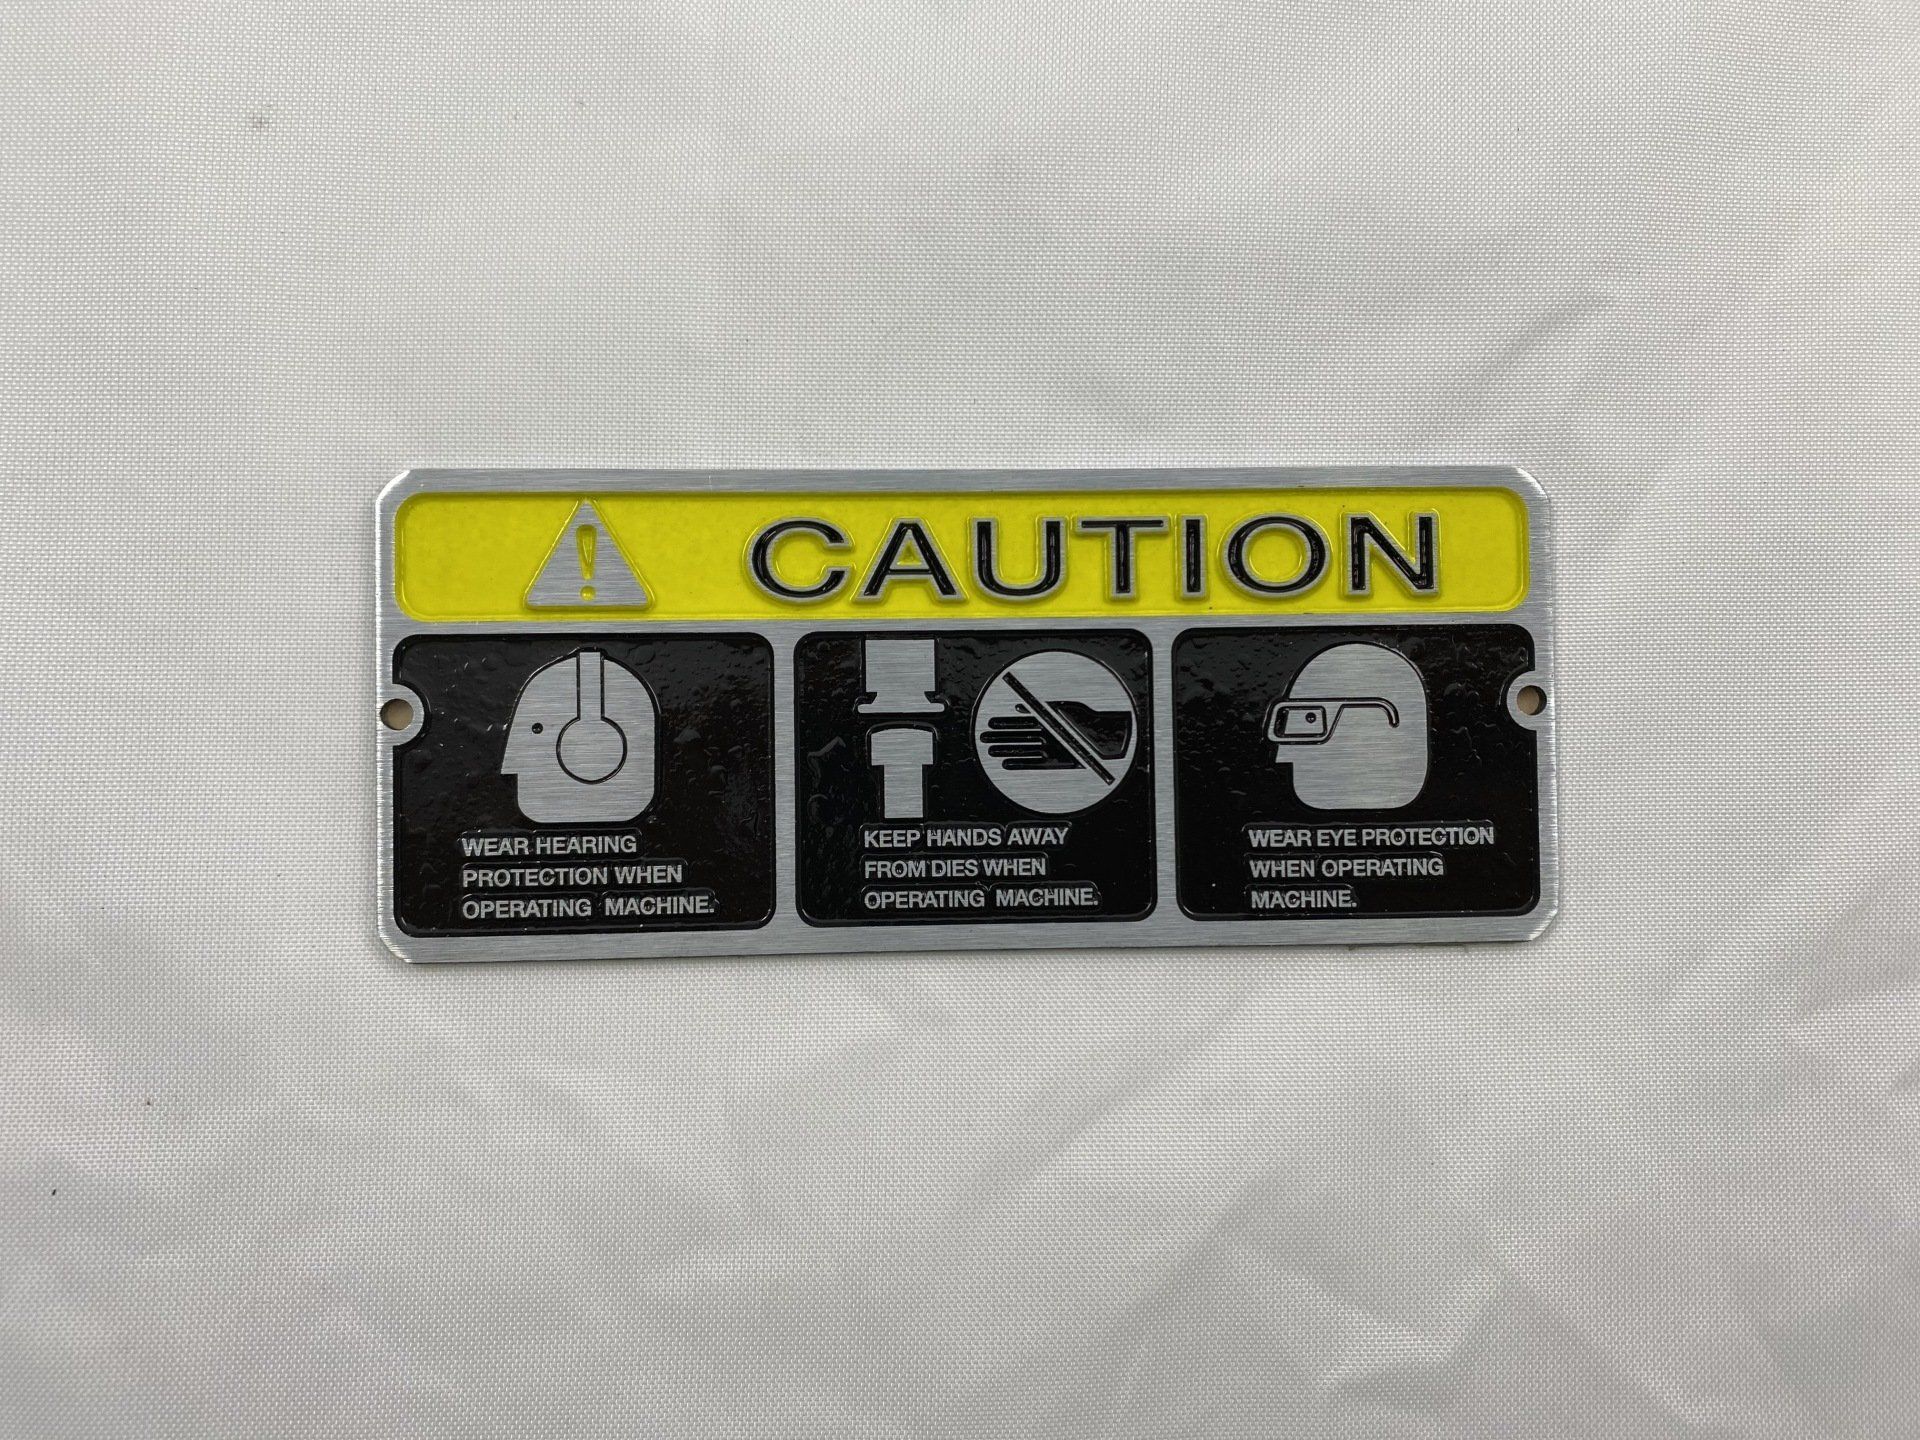 CAUTION
WEAR HEARING
PROTECTION WHEN
OPERATING MACHINE.
KEEP HANDS AWAY
FROM DIES WHEN
OPERATING MACHINE.
WEAR EYE PROTECTION
WHEN OPERATING
MACHINE.